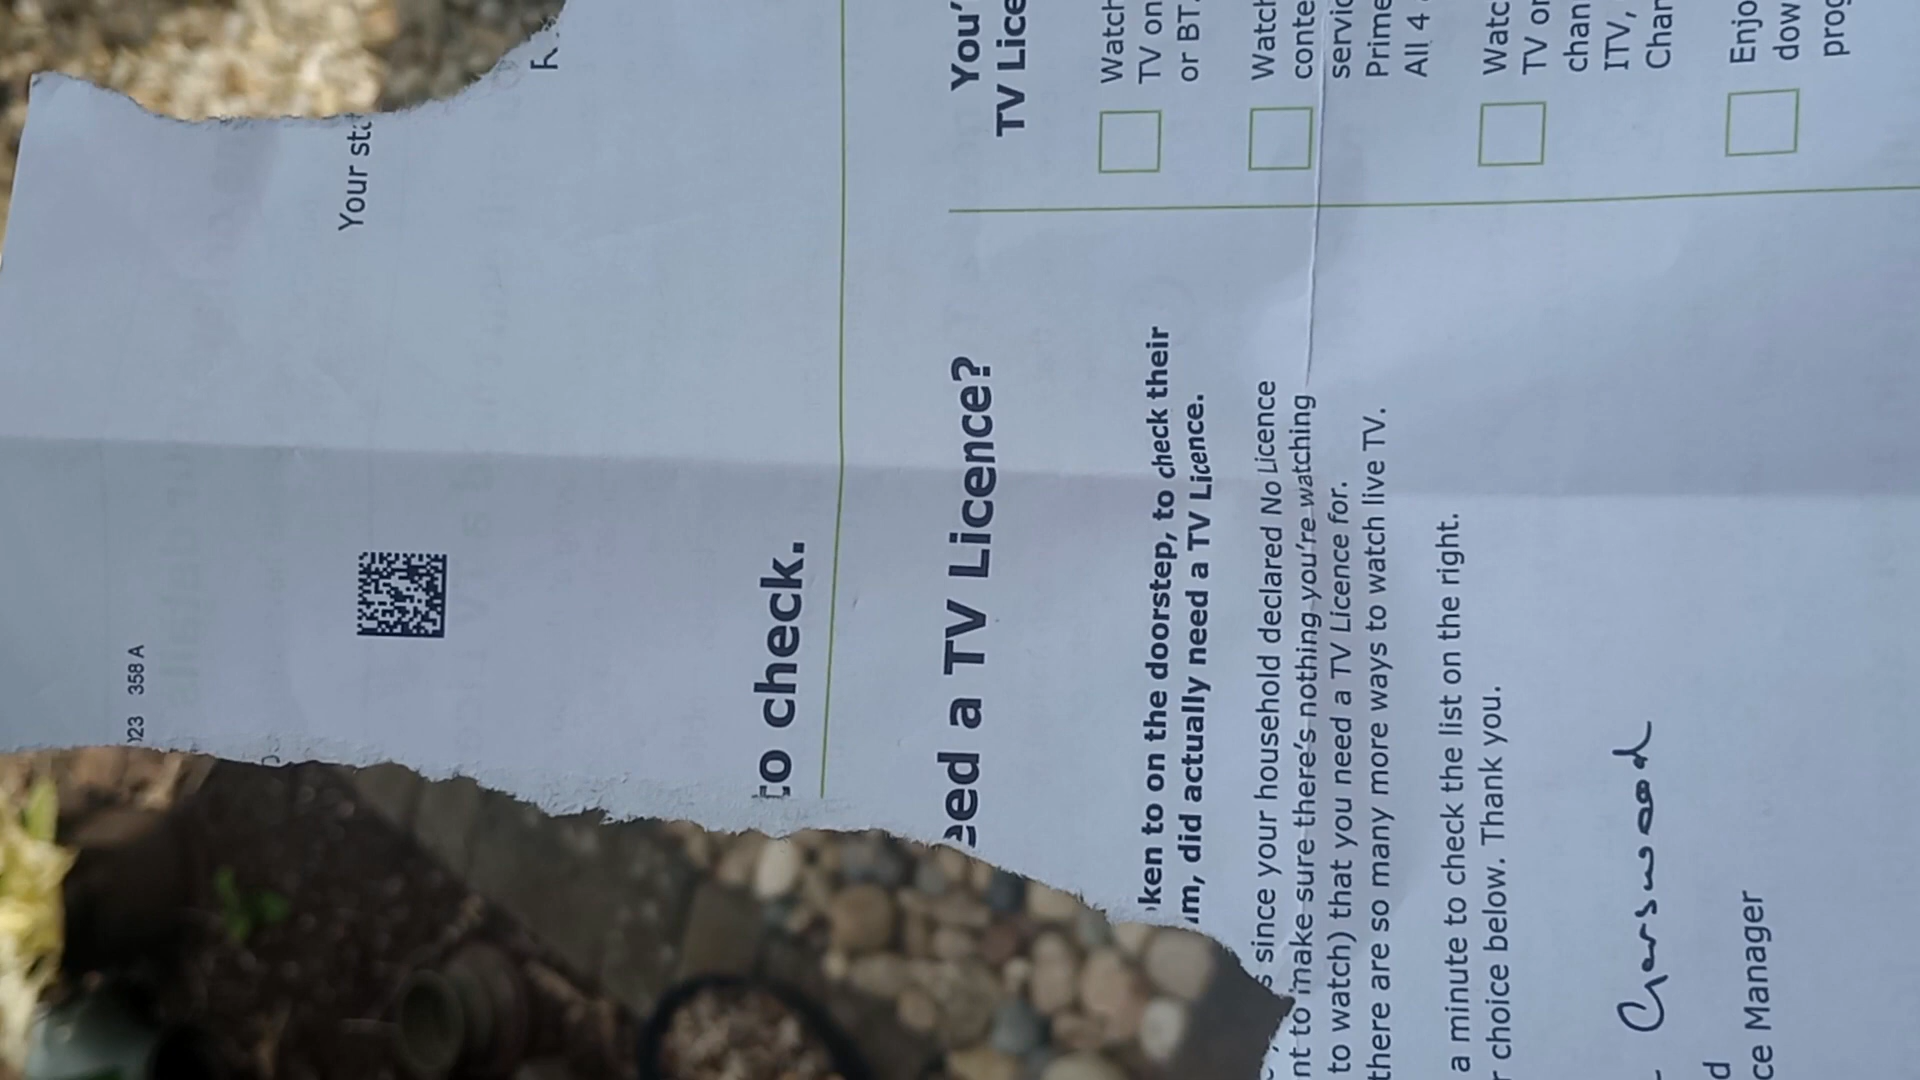 023 358 A
Your sta
to check.
eed a TV Licence?
ken to on the doorstep, to check their
m, did actually need a TV Licence.
s since your household declared No Licence
nt to make sure there's nothing you're watching
to watch) that you need a TV Licence for.
there are so many more ways to watch live TV.
a minute to check the list on the right.
r choice below. Thank you.
Garswood
d
ce Manager
You'
TV Lice
Watch
TV on
or BT.
Watch
conte
servic
Prime
All 4
Watc
TV or
chan
ITV,
Chan
Enjo
dow
prog